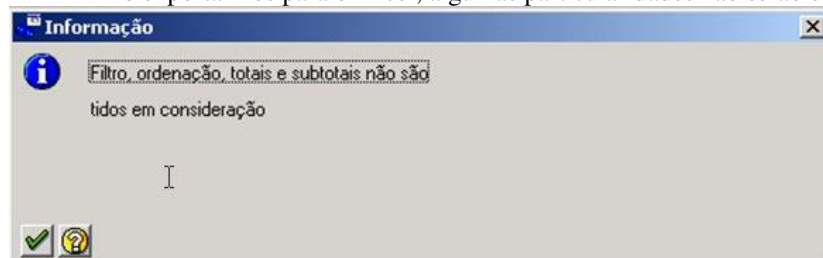 Informação
Filtro, ordenação, totais e subtotais não são
tidos em consideração